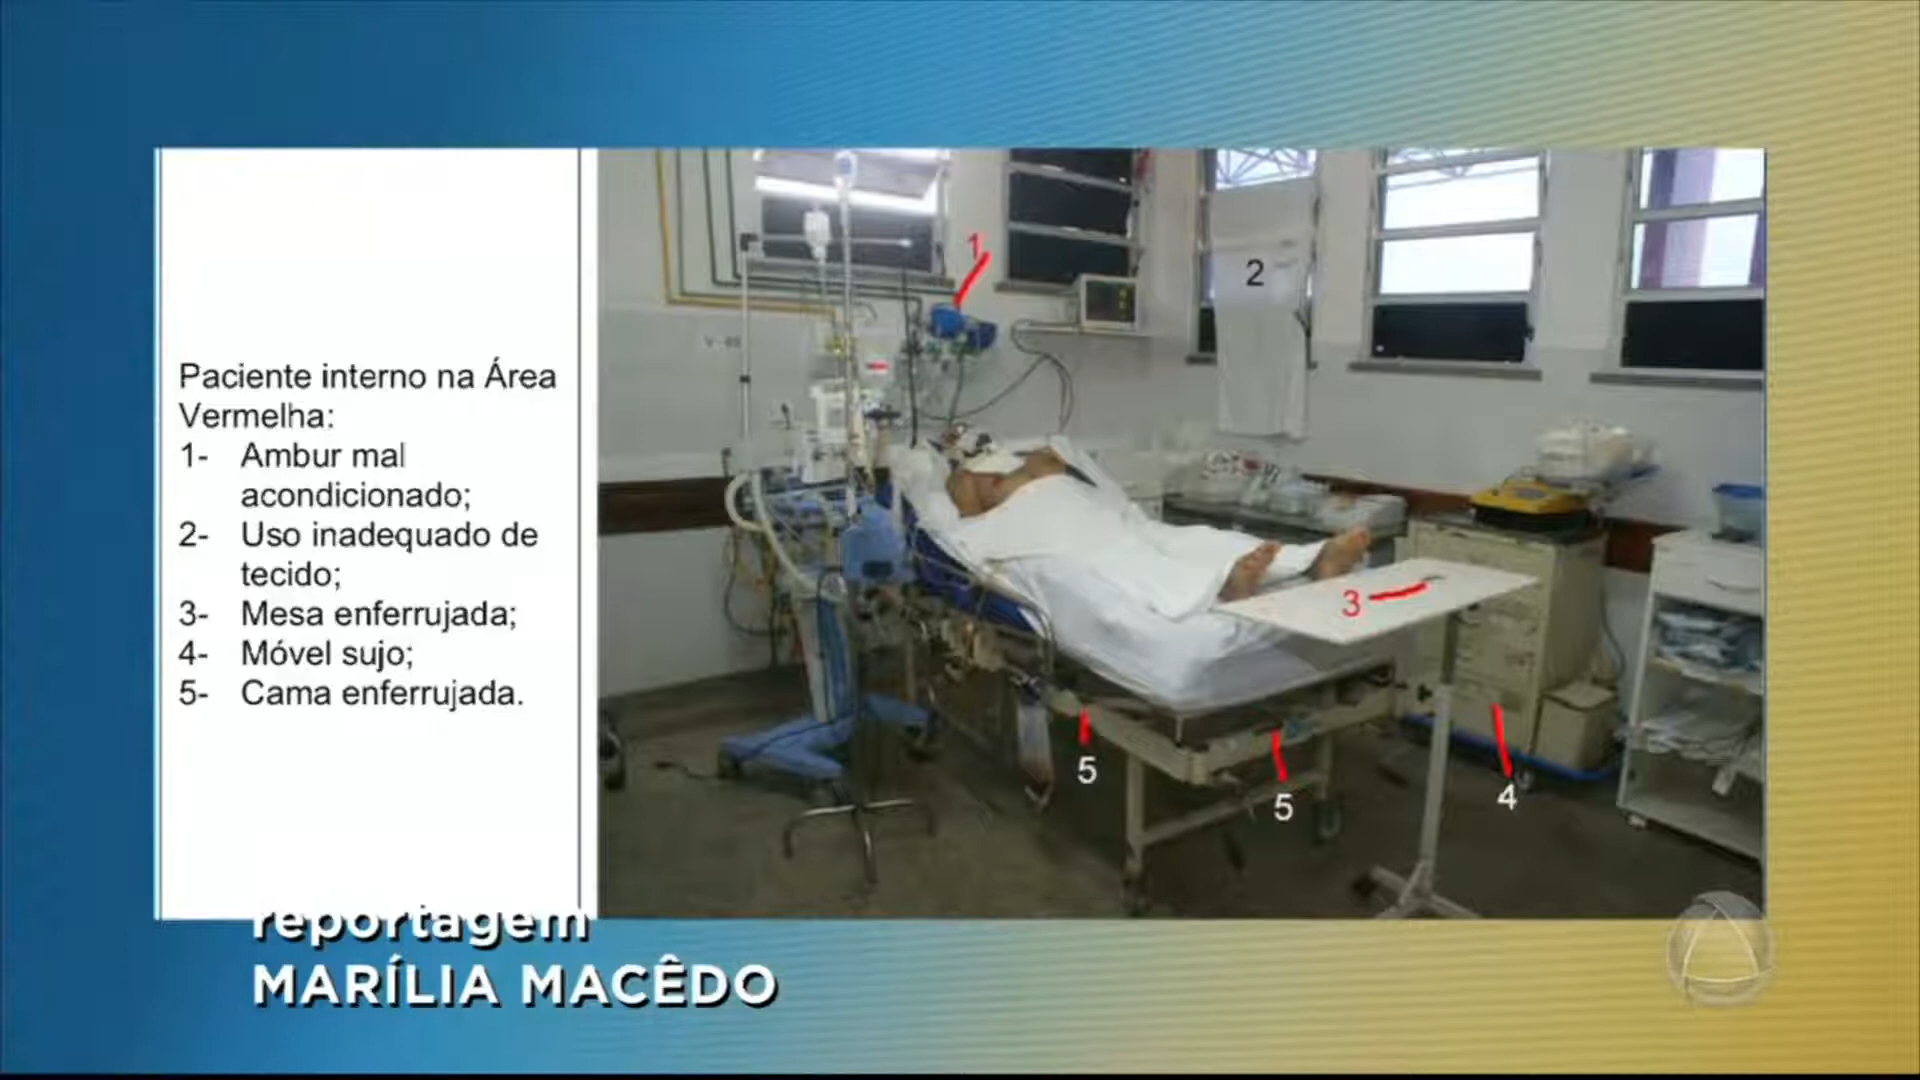 Paciente interno na Área
Vermelha:
1- Ambur mal
acondicionado;
2- Uso inadequado de
tecido;
3- Mesa enferrujada;
4- Móvel sujo;
5- Cama enferrujada.
1
2
3
4
5
5
reportagem
MARÍLIA MACÊDO